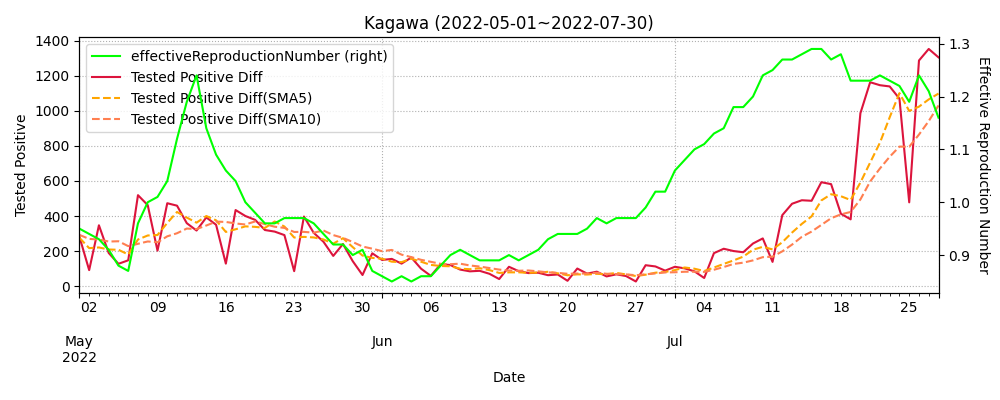 Kagawa (2022-05-01~2022-07-30)
effectiveReproductionNumber (right)
Tested Positive Diff
Tested Positive Diff(SMA5)
Tested Positive Diff(SMA10)
Tested Positive
1400
1200
1000
800
600
400
200
0
Effective Reproduction Number
1.3
1.2
1.1
1.0
0.9
02 09 16 23 30 06 13 20 27 04 11 18 25
May Jun Jul
2022
Date